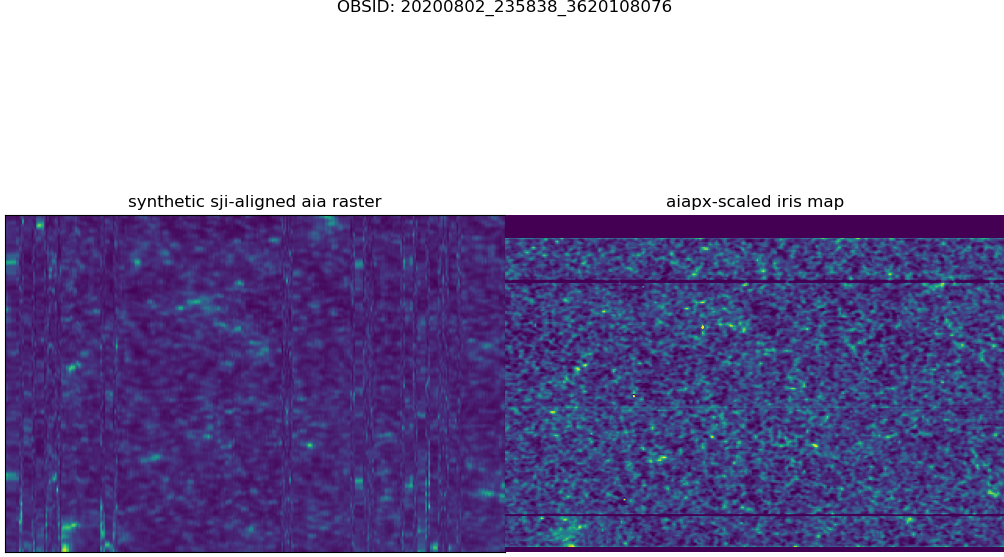 OBSID: 20200802_235838_3620108076
synthetic sji-aligned aia raster
aiapx-scaled iris map